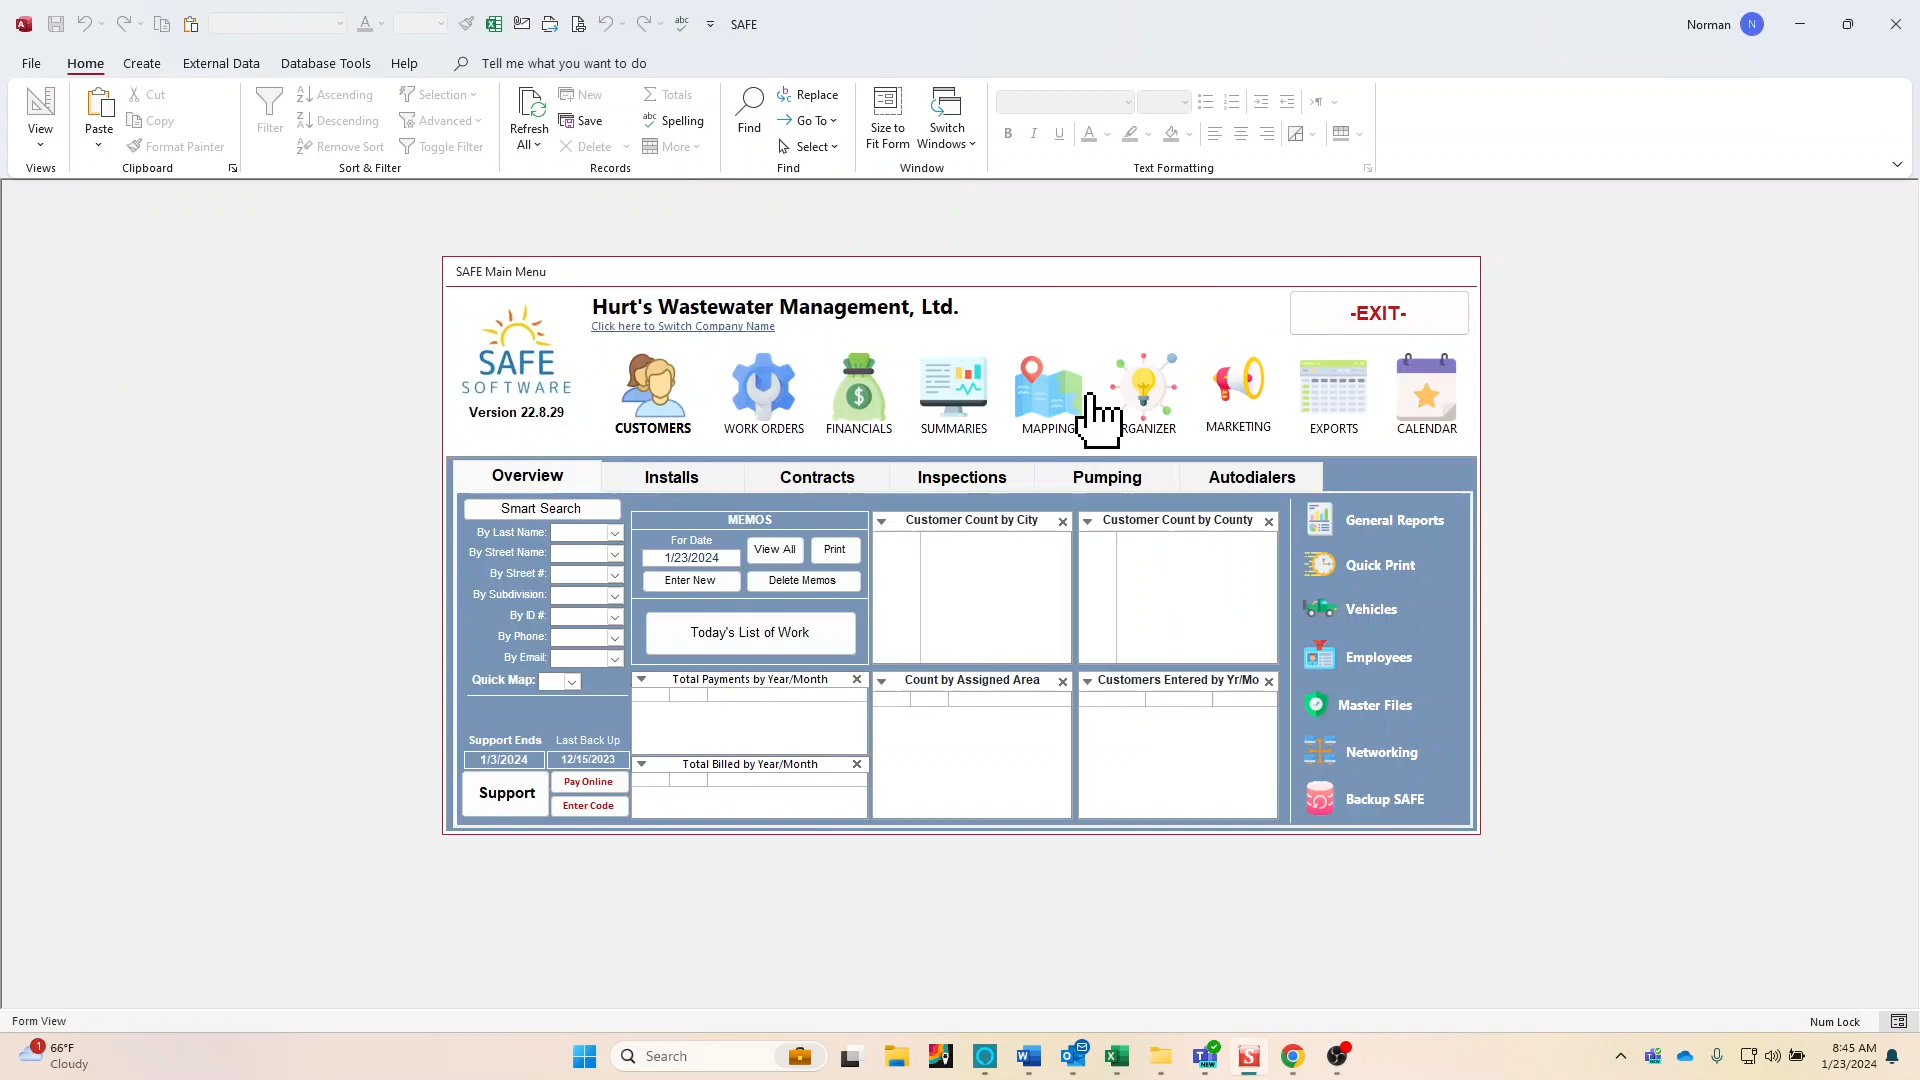 SAFE
Norman
N
File
Home
Create
External Data
Database Tools
Help
Tell me what you want to do
View
Views
Paste
Cut
Copy
Format Painter
Clipboard
Filter
Ascending
Descending
Remove Sort
Selection
Advanced
Toggle Filter
Sort & Filter
Refresh
All
New
Save
Delete
Totals
Spelling
More
Records
Find
Replace
Go To
Select
Find
Size to
Fit Form
Switch
Windows
Window
B I U A
Text Formatting
SAFE Main Menu
SAFE
SOFTWARE
Version 22.8.29
Hurt's Wastewater Management, Ltd.
Click here to Switch Company Name
-EXIT-
CUSTOMERS
WORK ORDERS
FINANCIALS
SUMMARIES
MAPPING
RGANIZER
MARKETING
EXPORTS
CALENDAR
Overview
Installs
Contracts
Inspections
Pumping
Autodialers
Smart Search
By Last Name:
By Street Name:
By Street #:
By Subdivision:
By ID #:
By Phone:
By Email:
Quick Map:
Support Ends
Last Back Up
1/3/2024
12/15/2023
Support
Pay Online
Enter Code
MEMOS
For Date
1/23/2024
View All
Print
Enter New
Delete Memos
Today's List of Work
Total Payments by Year/Month
Total Billed by Year/Month
Customer Count by City
Customer Count by County
Count by Assigned Area
Customers Entered by Yr/Mo
General Reports
Quick Print
Vehicles
Employees
Master Files
Networking
Backup SAFE
Form View
Num Lock
1
66°F
Cloudy
Search
8:45 AM
1/23/2024